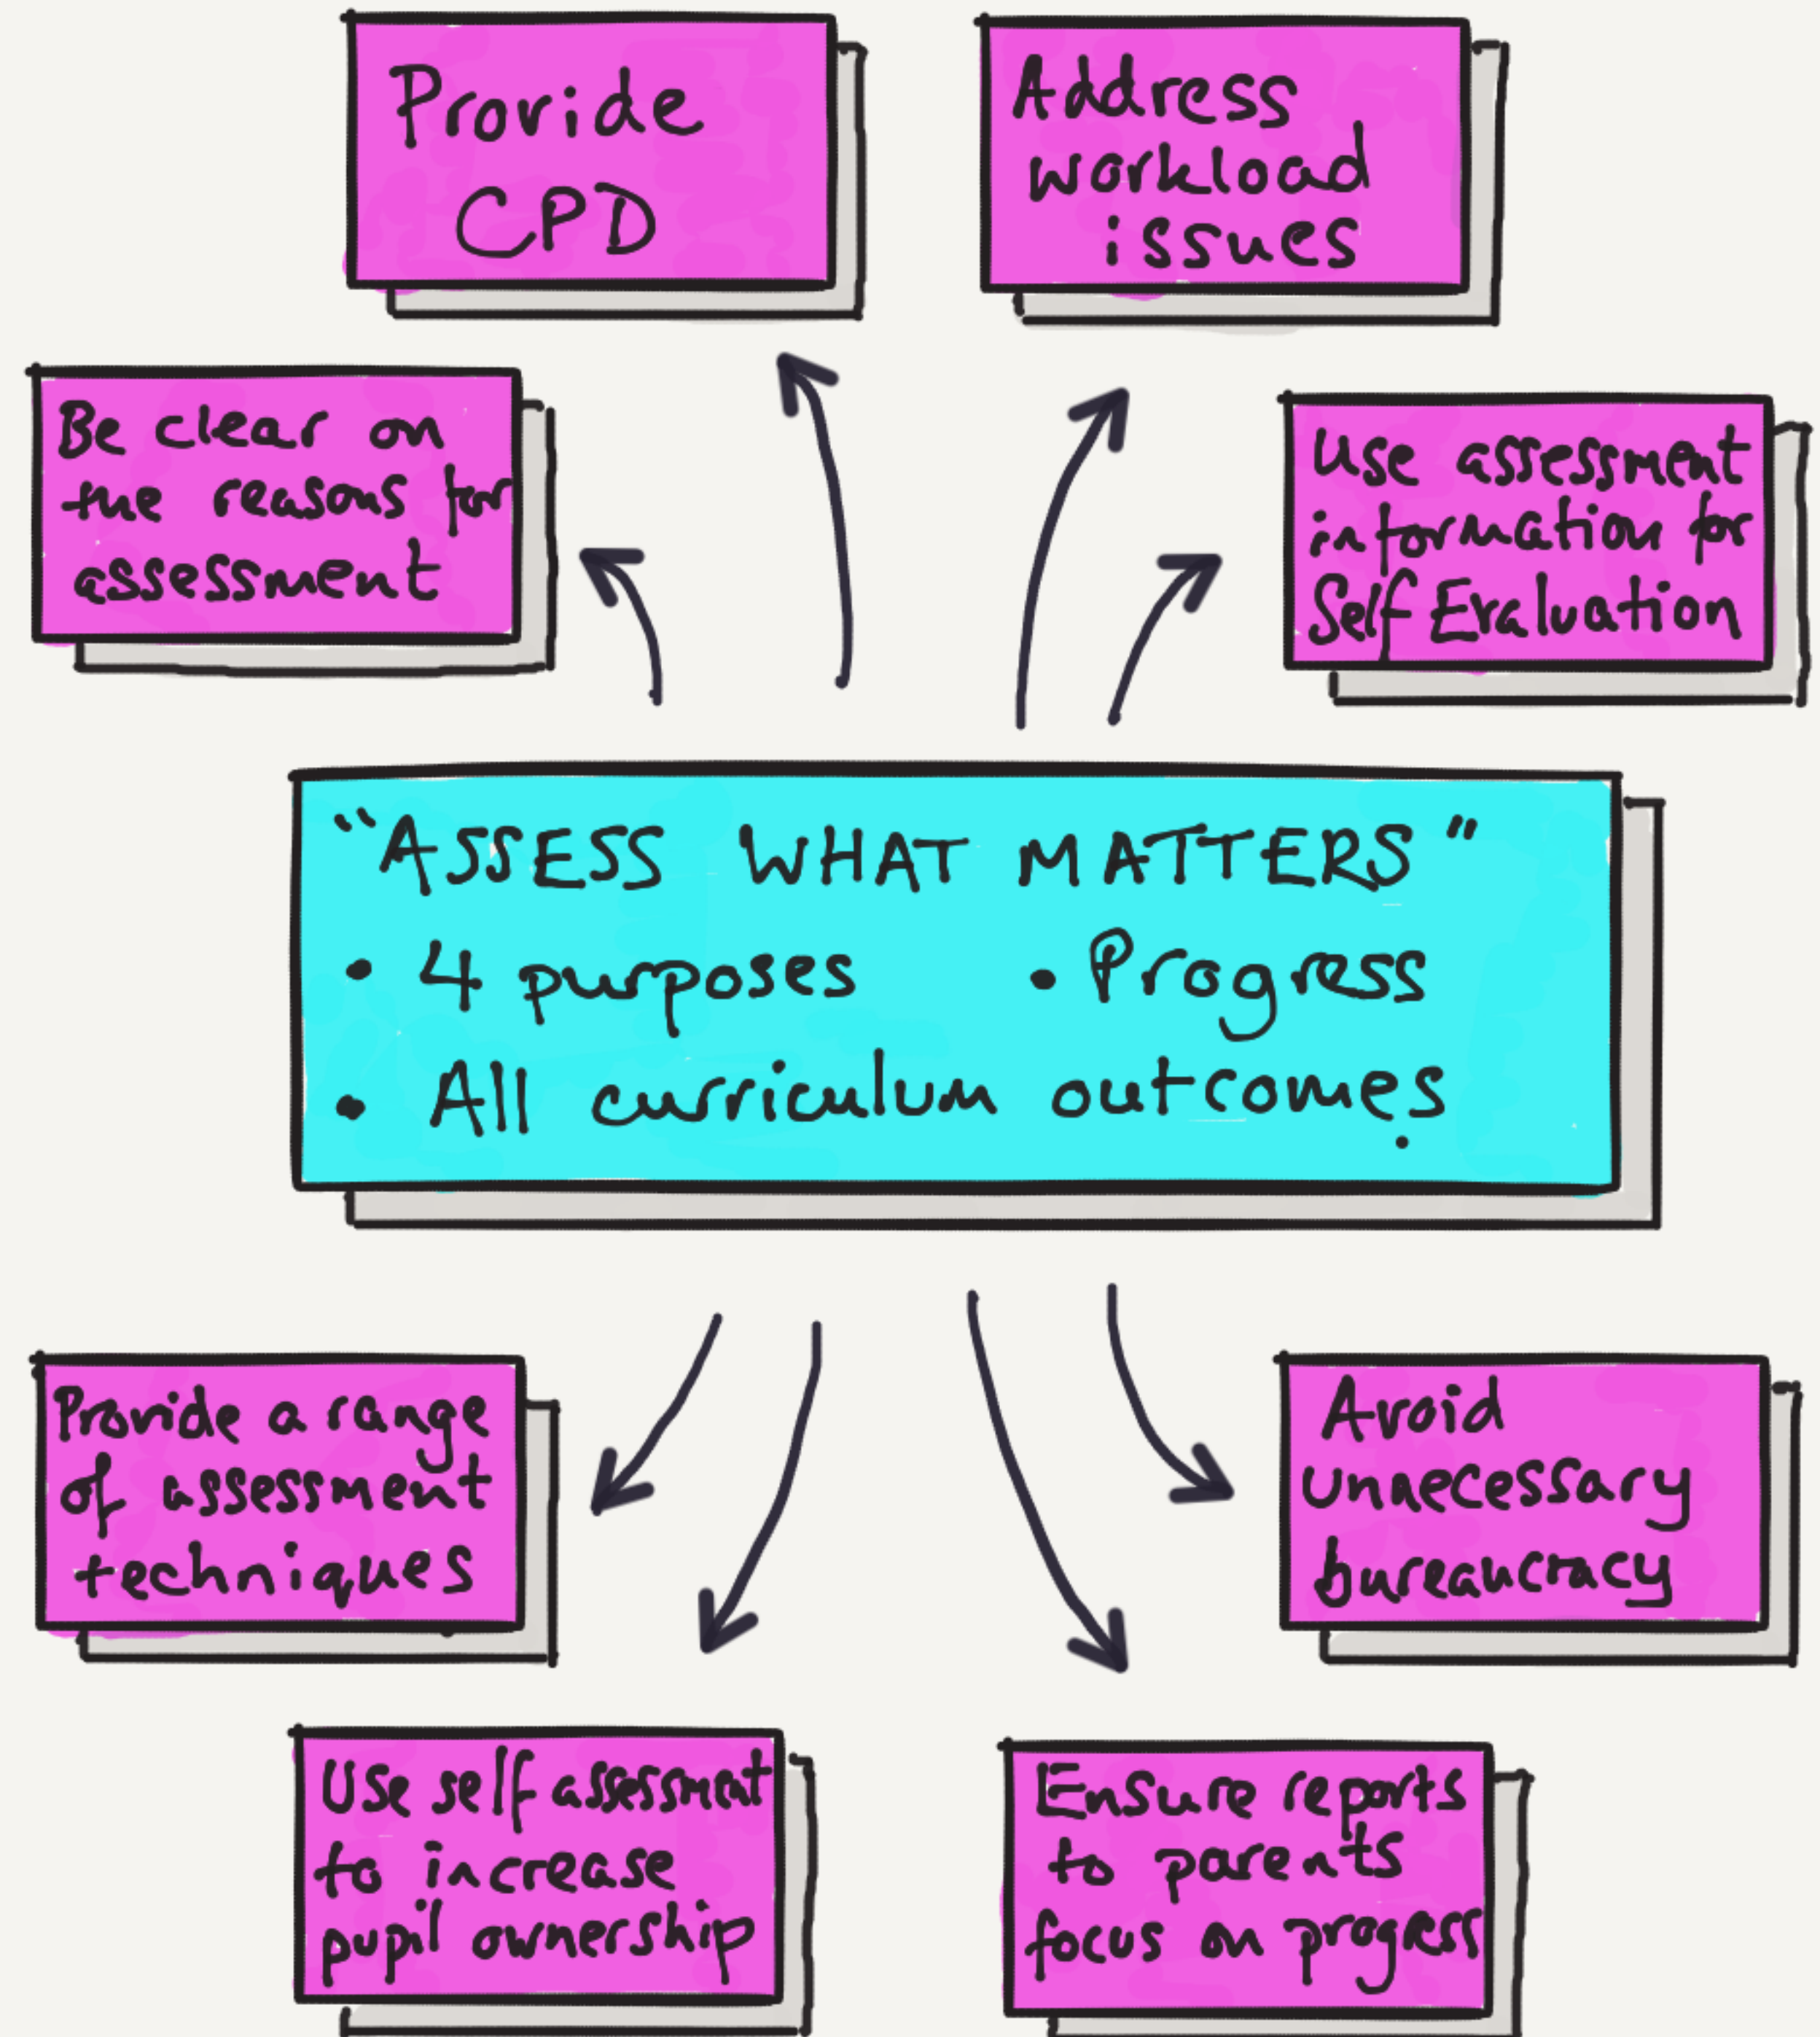 Provide
CPD
Address
workload
issues
Be clear on
the reasons for
assessment
Use assessment
information for
Self Evaluation
"ASSESS WHAT MATTERS"
• 4 purposes • Progress
• All curriculum outcomes.
Provide a range
of assessment
techniques
Avoid
unnecessary
bureaucracy
Use self assessment
to increase
pupil ownership
Ensure reports
to parents
focus on progress